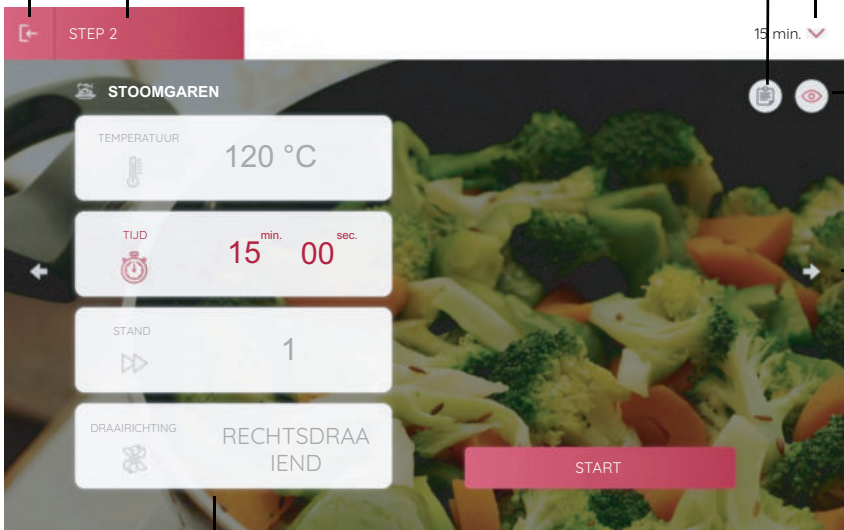 STEP 2
15 min.
STOOMGAREN
TEMPERATUUR
120 °C
TIJD
15 min. 00 sec.
STAND
1
DRAAIRICHTING
RECHTSDRAA
IEND
START